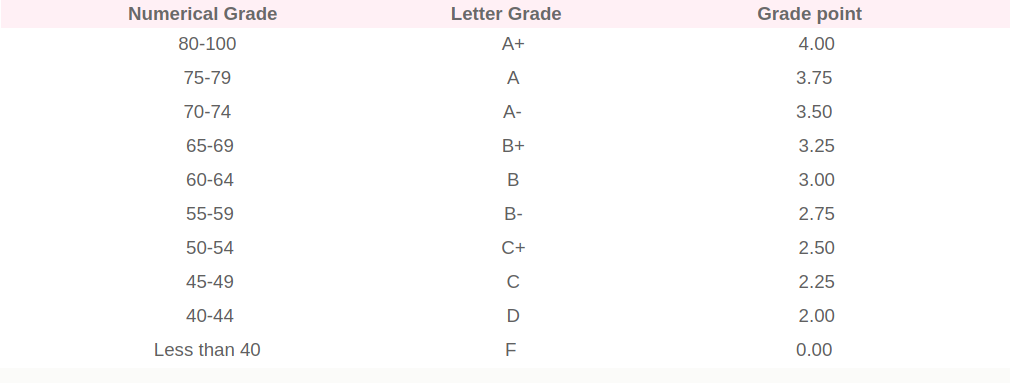 Numerical Grade Letter Grade Grade point
80-100 A+ 4.00
75-79 A 3.75
70-74 A- 3.50
65-69 B+ 3.25
60-64 B 3.00
55-59 B- 2.75
50-54 C+ 2.50
45-49 C 2.25
40-44 D 2.00
Less than 40 F 0.00